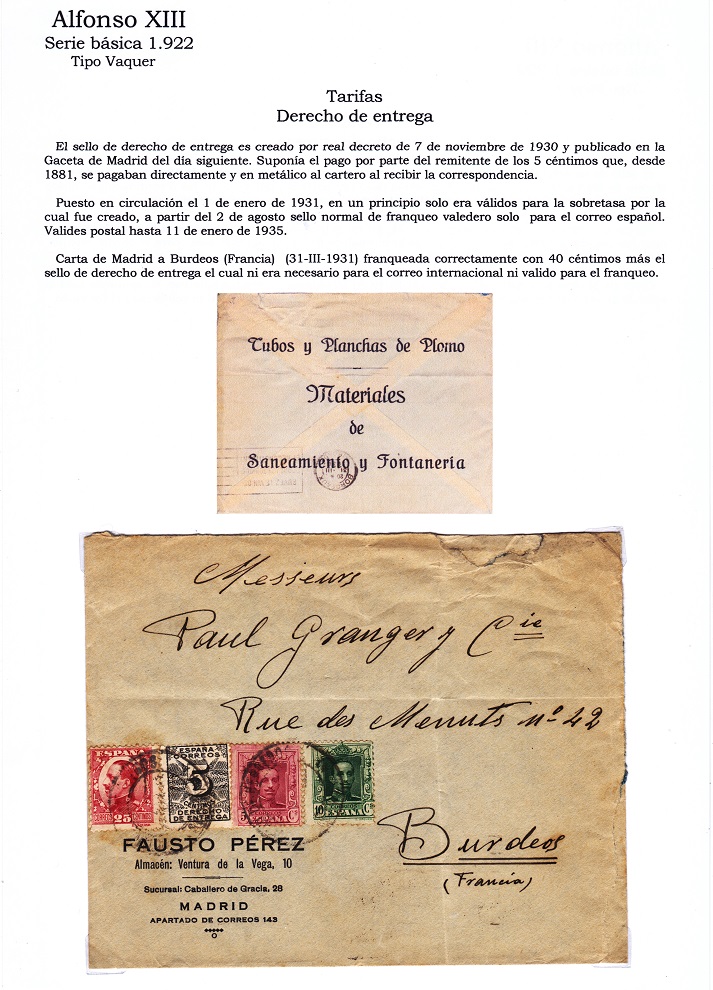 Alfonso XIII
Serie básica 1.922
Tipo Vaquer
Tarifas
Derecho de entrega
El sello de derecho de entrega es creado por real decreto de 7 de noviembre de 1930 y publicado en la
Gaceta de Madrid del día siguiente. Suponía el pago por parte del remitente de los 5 céntimos que, desde
1881, se pagaban directamente y en metálico al cartero al recibir la correspondencia.
Puesto en circulación el 1 de enero de 1931, en un principio solo era válidos para la sobretasa por la
cual fue creado, a partir del 2 de agosto sello normal de franqueo valedero solo para el correo español.
Valides postal hasta 11 de enero de 1935.
Carta de Madrid a Burdeos (Francia) (31-III-1931) franqueada correctamente con 40 céntimos más el
sello de derecho de entrega el cual ni era necesario para el correo internacional ni valido para el franqueo.
Tubos y Planchas de Plomo
Materiales
de
Saneamiento y Fontanería
Messieurs
Paul Granger y Cie
Rue des Menuts nº 42
ESPAÑA
25
ESPAÑA
CORREOS
5
DERECHO
DE ENTREGA
5 Cs
ESPAÑA
10 Cs
ESPAÑA
Burdeos
(Francia)
FAUSTO PÉREZ
Almacén: Ventura de la Vega, 10
Sucursal: Caballero de Gracia, 28
MADRID
APARTADO DE CORREOS 143